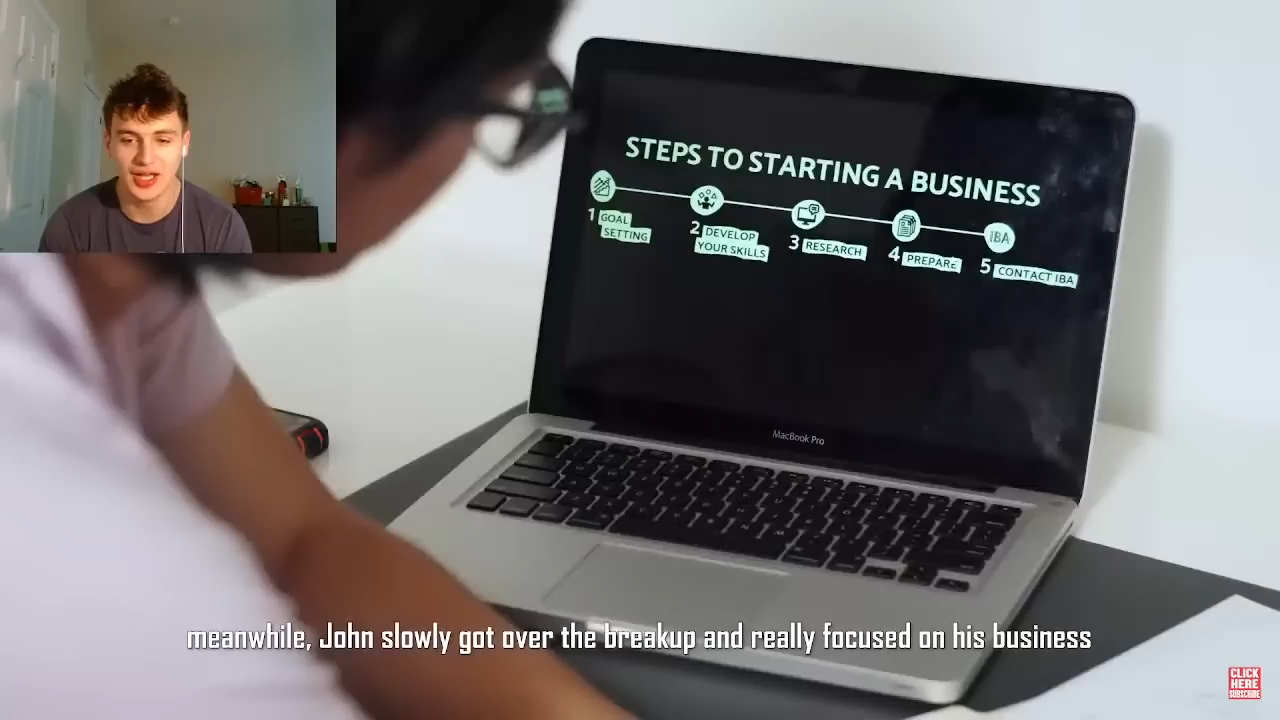 STEPS TO STARTING A BUSINESS
1 GOAL
SETTING
2 DEVELOP
YOUR SKILLS
3 RESEARCH
4 PREPARE
IBA
5 CONTACT IBA
MacBook Pro
meanwhile, John slowly got over the breakup and really focused on his business
CLICK
HERE
SUBSCRIBE